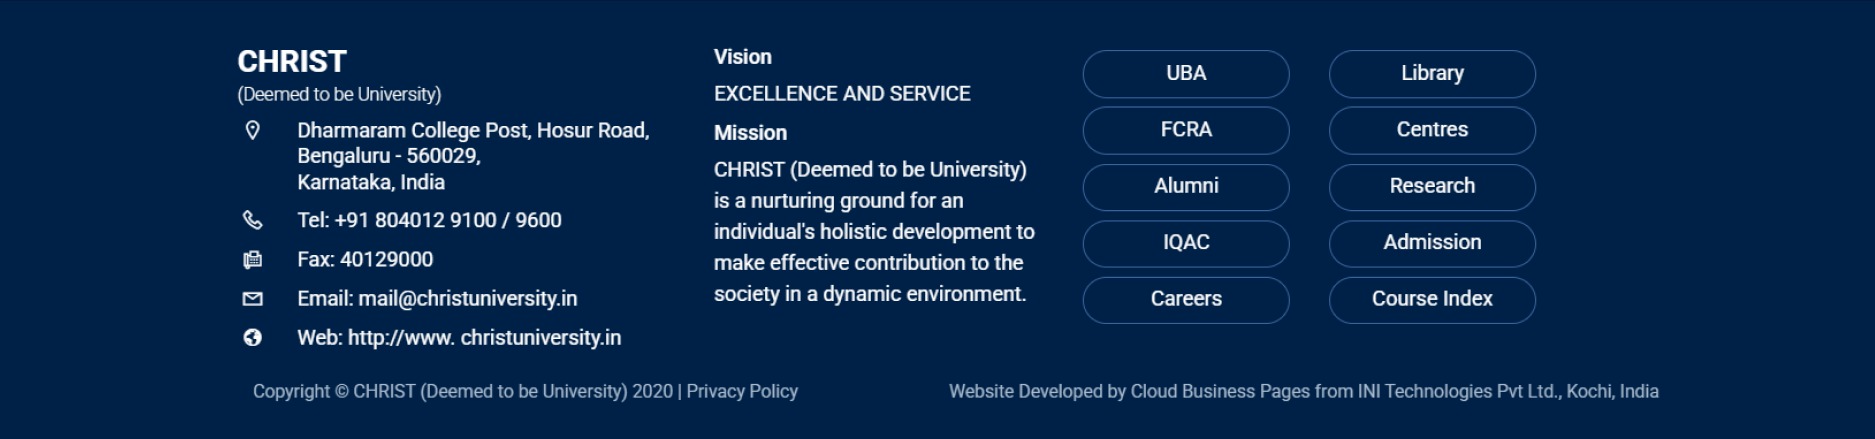 CHRIST
(Deemed to be University)
Dharmaram College Post, Hosur Road,
Bengaluru - 560029,
Karnataka, India
Tel: +91 804012 9100 / 9600
Fax: 40129000
Email: mail@christuniversity.in
Web: http://www. christuniversity.in
Vision
EXCELLENCE AND SERVICE
Mission
CHRIST (Deemed to be University)
is a nurturing ground for an
individual's holistic development to
make effective contribution to the
society in a dynamic environment.
UBA
Library
FCRA
Centres
Alumni
Research
IQAC
Admission
Careers
Course Index
Copyright © CHRIST (Deemed to be University) 2020 | Privacy Policy
Website Developed by Cloud Business Pages from INI Technologies Pvt Ltd., Kochi, India